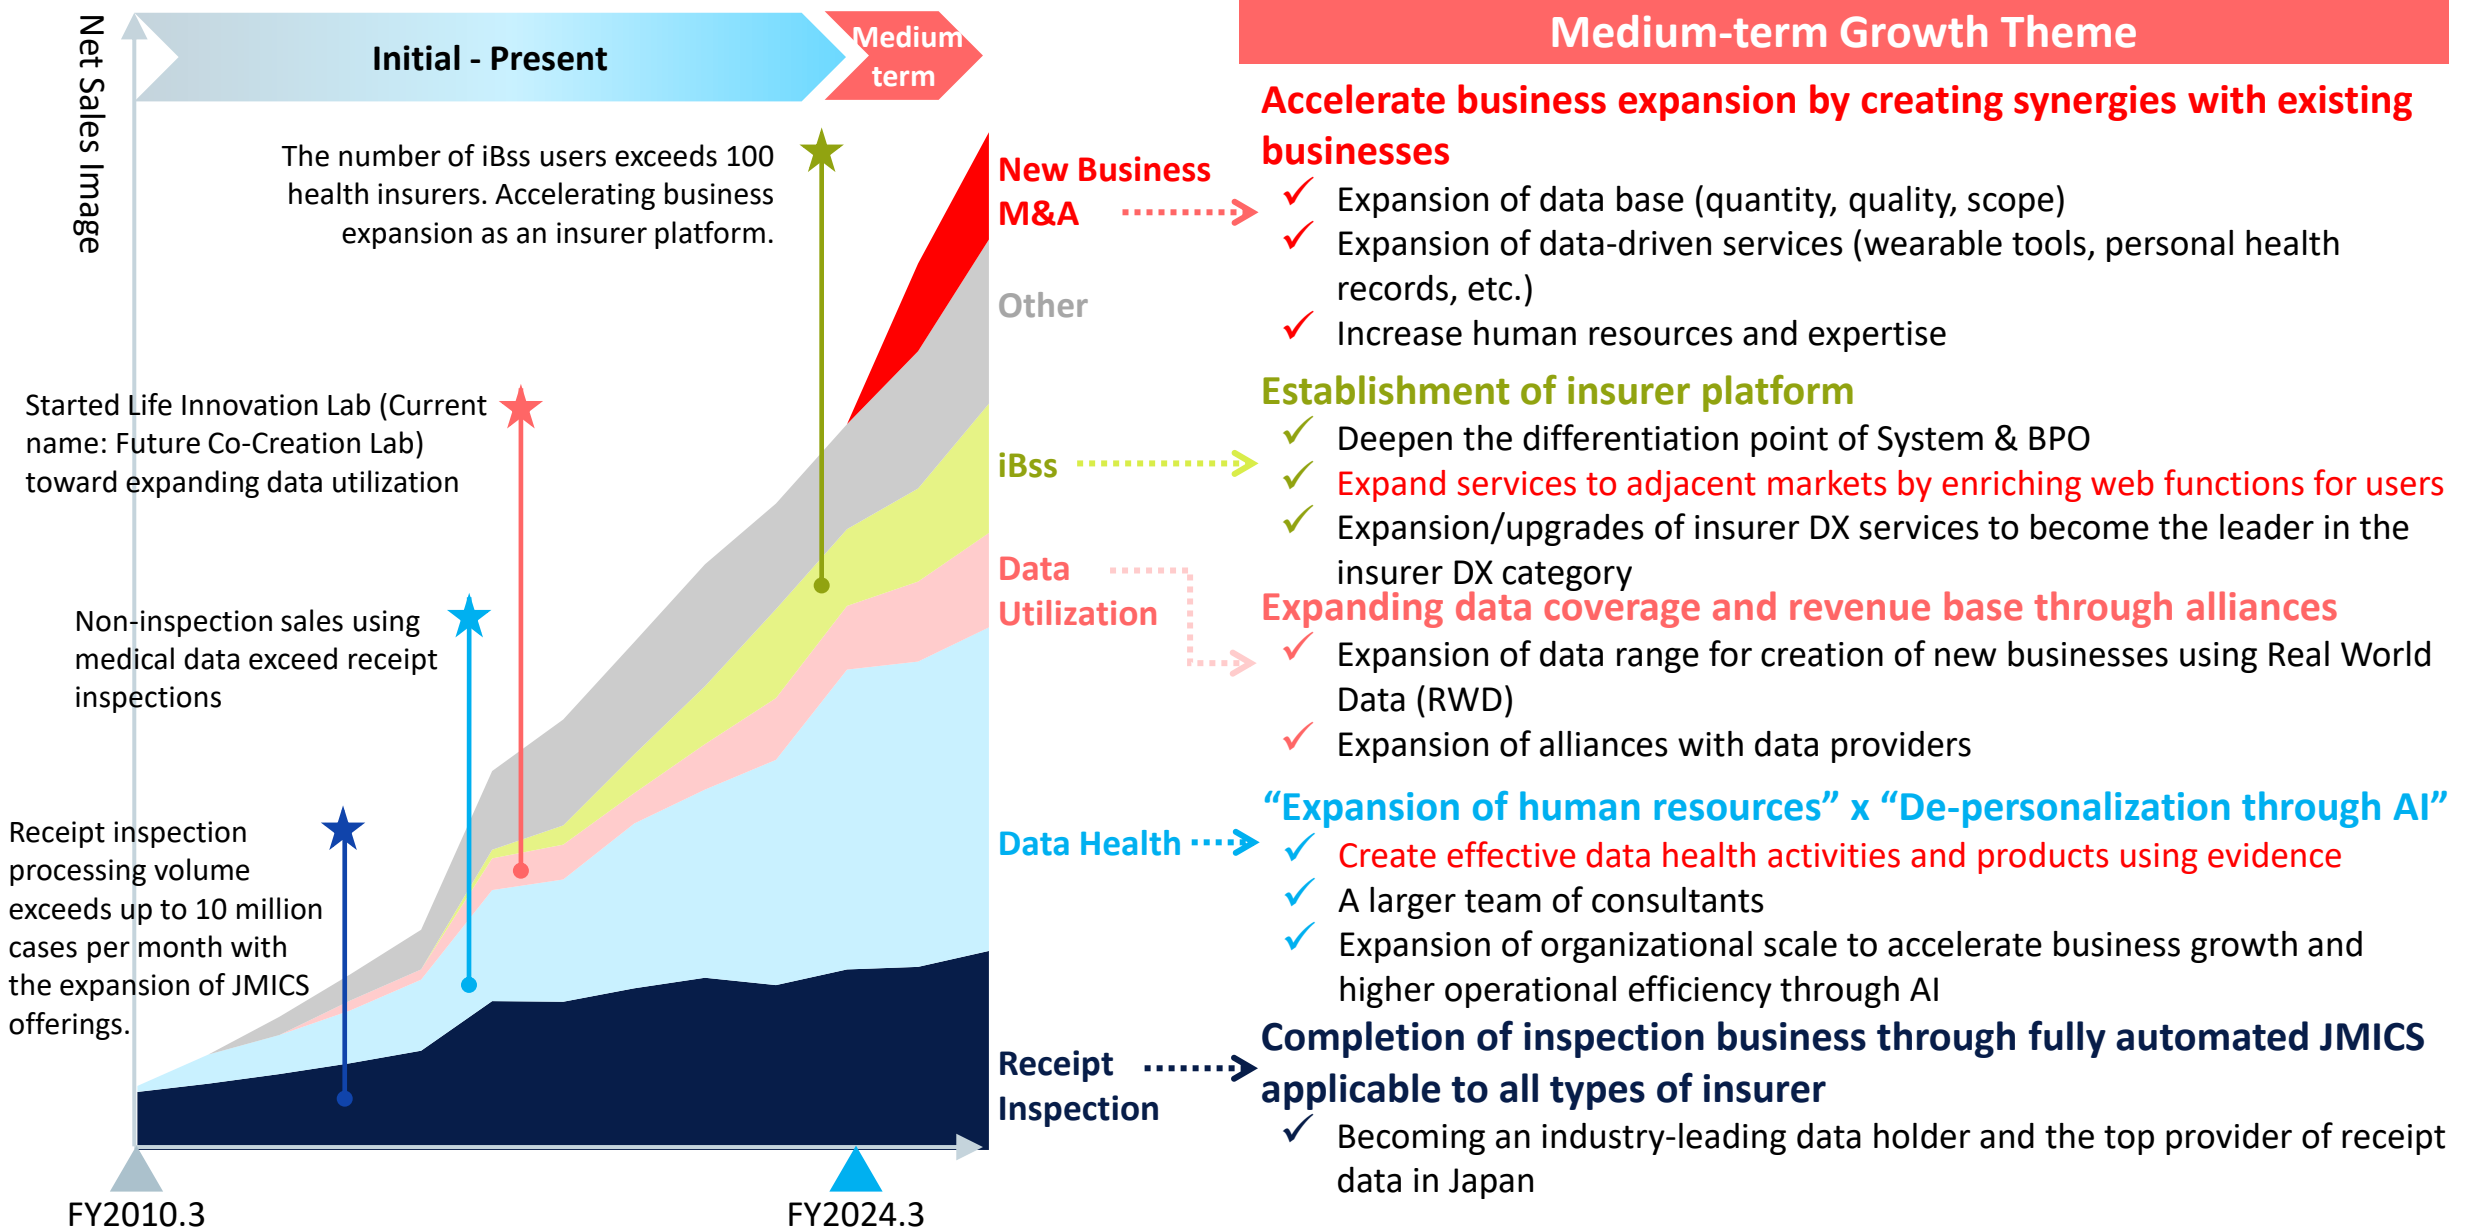 Net Sales Image
Initial - Present
Medium
term
The number of iBss users exceeds 100
health insurers. Accelerating business
expansion as an insurer platform.
Started Life Innovation Lab (Current
name: Future Co-Creation Lab)
toward expanding data utilization
Non-inspection sales using
medical data exceed receipt
inspections
Receipt inspection
processing volume
exceeds up to 10 million
cases per month with
the expansion of JMICS
offerings.
FY2010.3
FY2024.3
New Business
M&A
Other
iBss
Data
Utilization
Data Health
Receipt
Inspection
Medium-term Growth Theme
Accelerate business expansion by creating synergies with existing
businesses
✓ Expansion of data base (quantity, quality, scope)
✓ Expansion of data-driven services (wearable tools, personal health
records, etc.)
✓ Increase human resources and expertise
Establishment of insurer platform
✓ Deepen the differentiation point of System & BPO
✓ Expand services to adjacent markets by enriching web functions for users
✓ Expansion/upgrades of insurer DX services to become the leader in the
insurer DX category
Expanding data coverage and revenue base through alliances
✓ Expansion of data range for creation of new businesses using Real World
Data (RWD)
✓ Expansion of alliances with data providers
“Expansion of human resources” x “De-personalization through AI”
✓ Create effective data health activities and products using evidence
✓ A larger team of consultants
✓ Expansion of organizational scale to accelerate business growth and
higher operational efficiency through AI
Completion of inspection business through fully automated JMICS
applicable to all types of insurer
✓ Becoming an industry-leading data holder and the top provider of receipt
data in Japan